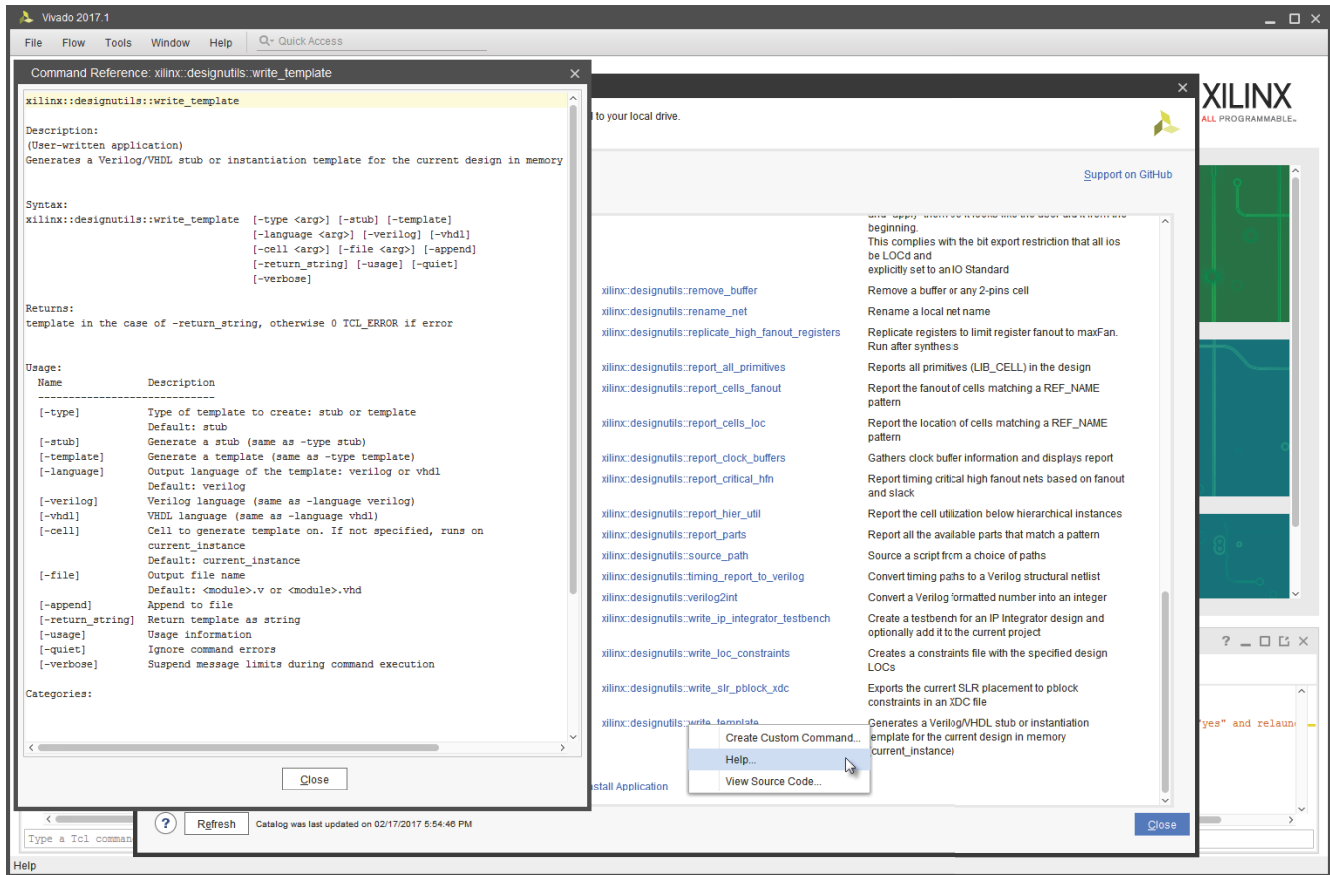 Vivado 2017.1
File Flow Tools Window Help Quick Access
Command Reference: xilinx::designutils::write_template
xilinx::designutils::write_template
Description:
(User-written application)
Generates a Verilog/VHDL stub or instantiation template for the current design in memory
Syntax:
xilinx::designutils::write_template [-type <arg>] [-stub] [-template]
[-language <arg>] [-verilog] [-vhdl]
[-cell <arg>] [-file <arg>] [-append]
[-return_string] [-usage] [-quiet]
[-verbose]
Returns:
template in the case of -return_string, otherwise 0 TCL_ERROR if error
Usage:
Name Description
-----------------------------
[-type] Type of template to create: stub or template
Default: stub
[-stub] Generate a stub (same as -type stub)
[-template] Generate a template (same as -type template)
[-language] Output language of the template: verilog or vhdl
Default: verilog
[-verilog] Verilog language (same as -language verilog)
[-vhdl] VHDL language (same as -language vhdl)
[-cell] Cell to generate template on. If not specified, runs on
current_instance
Default: current_instance
[-file] Output file name
Default: <module>.v or <module>.vhd
[-append] Append to file
[-return_string] Return template as string
[-usage] Usage information
[-quiet] Ignore command errors
[-verbose] Suspend message limits during command execution
Categories:
Close
to your local drive.
XILINX
ALL PROGRAMMABLE.
Support on GitHub
beginning.
This complies with the bit export restriction that all ios
be LOCd and
explicitly set to an IO Standard
xilinx::designutils::remove_buffer Remove a buffer or any 2-pins cell
xilinx::designutils::rename_net Rename a local net name
xilinx::designutils::replicate_high_fanout_registers Replicate registers to limit register fanout to maxFan.
Run after synthesis
xilinx::designutils::report_all_primitives Reports all primitives (LIB_CELL) in the design
xilinx::designutils::report_cells_fanout Report the fanout of cells matching a REF_NAME
pattern
xilinx::designutils::report_cells_loc Report the location of cells matching a REF_NAME
pattern
xilinx::designutils::report_clock_buffers Gathers clock bufer information and displays report
xilinx::designutils::report_critical_hfn Report timing critical high fanout nets based on fanout
and slack
xilinx::designutils::report_hier_util Report the cell utilization below hierarchical instances
xilinx::designutils::report_parts Report all the available parts that match a pattern
xilinx::designutils::source_path Source a script from a choice of paths
xilinx::designutils::timing_report_to_verilog Convert timing paths to a Verilog structural netlist
xilinx::designutils::verilog2int Convert a Verilog formatted number into an integer
xilinx::designutils::write_ip_integrator_testbench Create a testbench for an IP Integrator design and
optionally add it to the current project
xilinx::designutils::write_loc_constraints Creates a constraints file with the specified design
LOCs
xilinx::designutils::write_slr_pblock_xdc Exports the current SLR placement to pblock
constraints in an XDC file
xilinx::designutils::write_template Generates a Verilog/VHDL stub or instantiation
template for the current design in memory
current_instance)
Create Custom Command...
Help...
View Source Code...
stall Application
? Refresh Catalog was last updated on 02/17/2017 5:54:46 PM
Close
?
"yes" and relaun
Type a Tcl comman
Help